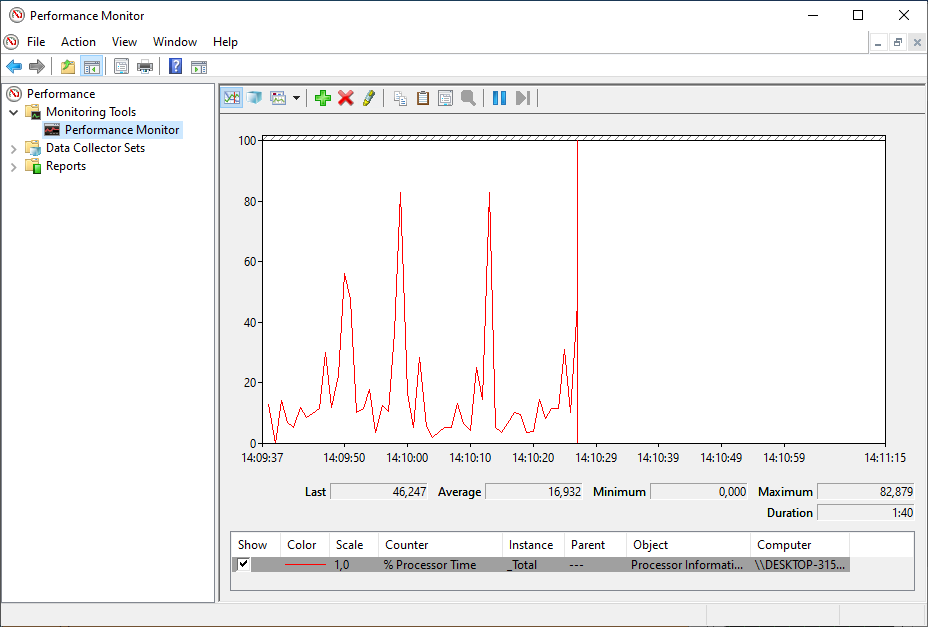 Performance Monitor
File Action View Window Help
Performance
Monitoring Tools
Performance Monitor
Data Collector Sets
Reports
100
80
60
40
20
0
14:09:37 14:09:50 14:10:00 14:10:10 14:10:20 14:10:29 14:10:39 14:10:49 14:10:59 14:11:15
Last 46,247 Average 16,932 Minimum 0,000 Maximum 82,879
Duration 1:40
Show Color Scale Counter Instance Parent Object Computer
1,0 % Processor Time _Total --- Processor Informati... \\DESKTOP-315...